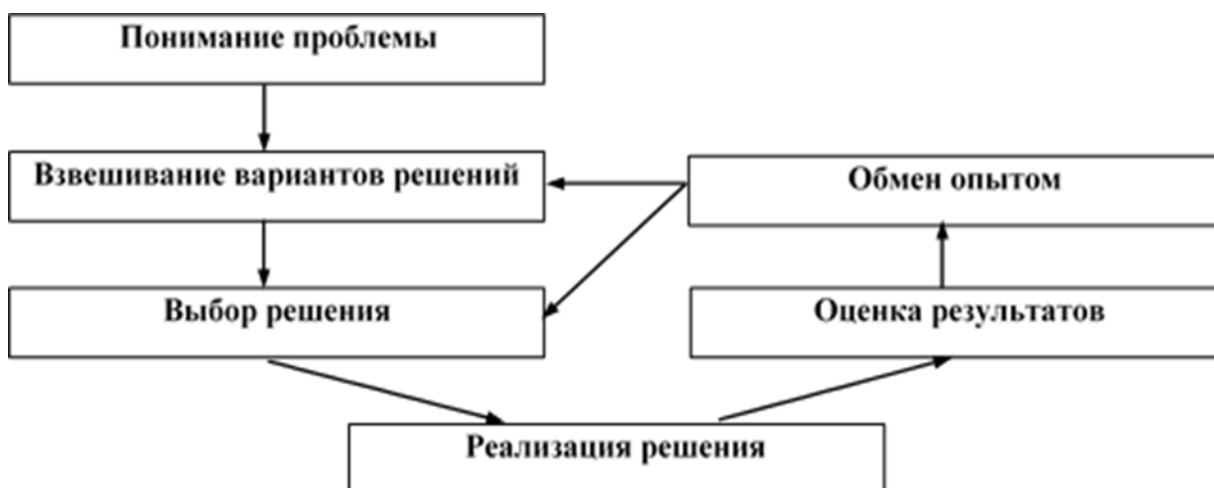 Понимание проблемы
Взвешивание вариантов решений
Обмен опытом
Выбор решения
Оценка результатов
Реализация решения